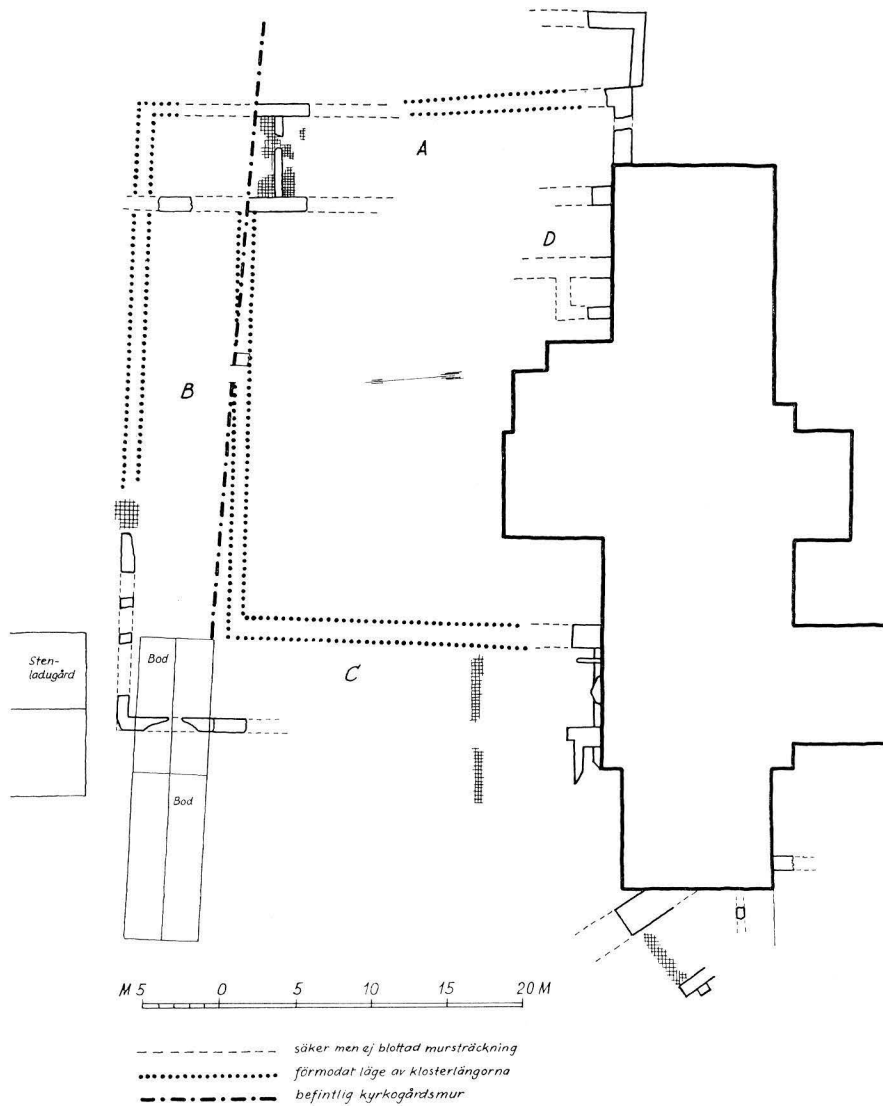 A
D
B
C
Sten-
ladugård
Bod
Bod
M 5 0 5 10 15 20 M
säker men ej blottad mursträckning
förmodat läge av klosterlängorna
befintlig kyrkogårdsmur